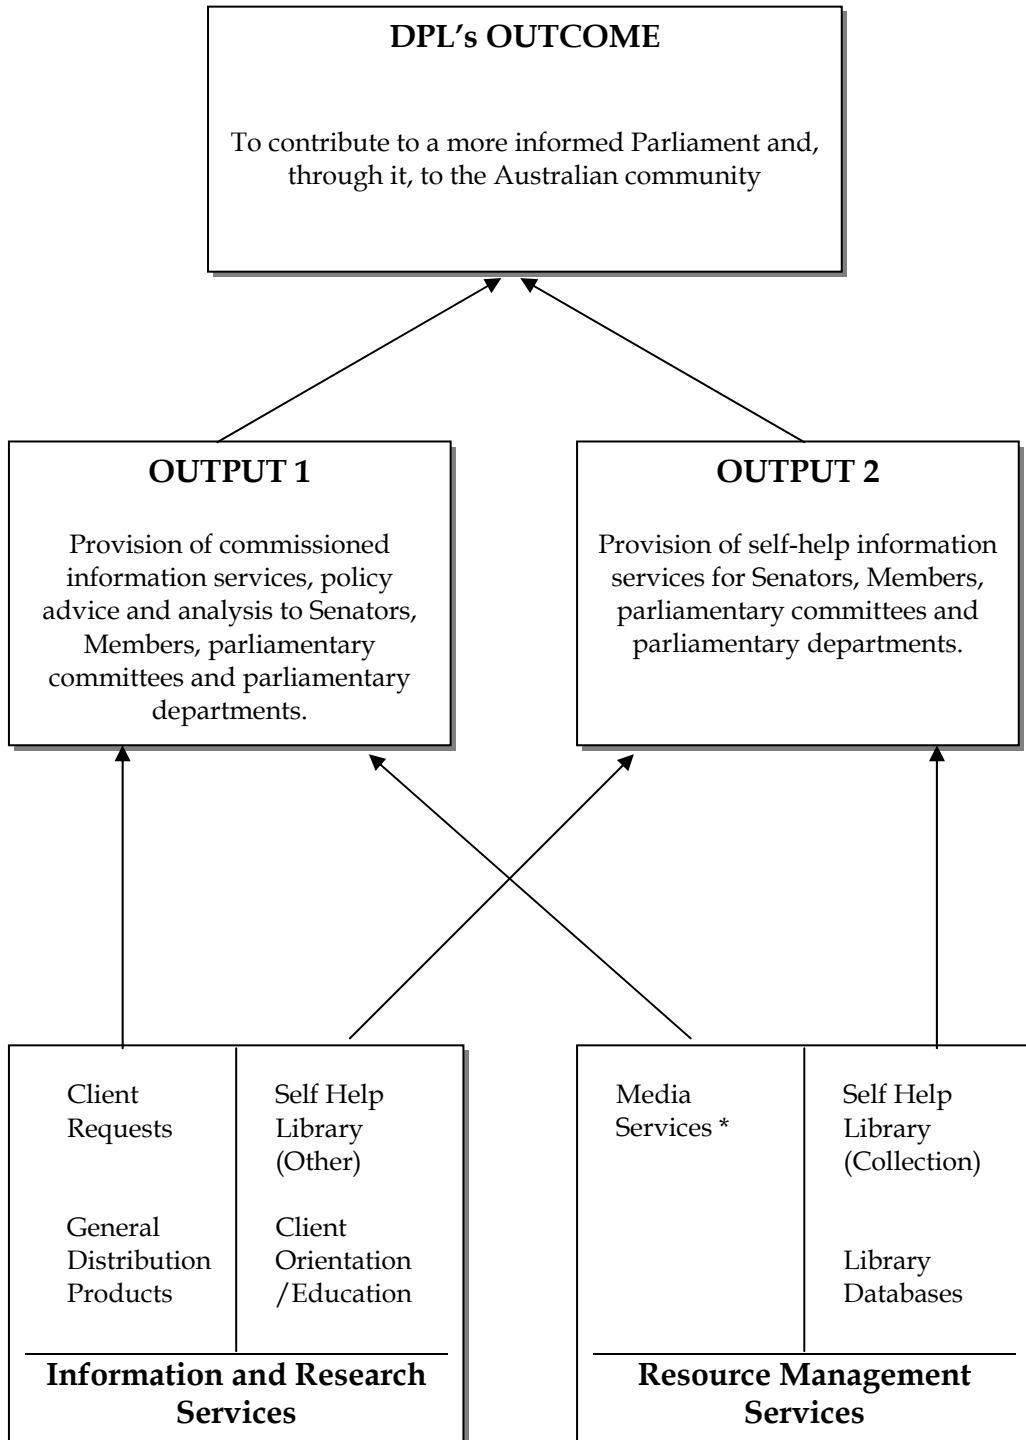 DPL's OUTCOME
To contribute to a more informed Parliament and,
through it, to the Australian community
OUTPUT 1
Provision of commissioned
information services, policy
advice and analysis to Senators,
Members, parliamentary
committees and parliamentary
departments.
OUTPUT 2
Provision of self-help information
services for Senators, Members,
parliamentary committees and
parliamentary departments.
Client
Requests
General
Distribution
Products
Self Help
Library
(Other)
Client
Orientation
/Education
Information and Research
Services
Media
Services *
Self Help
Library
(Collection)
Library
Databases
Resource Management
Services